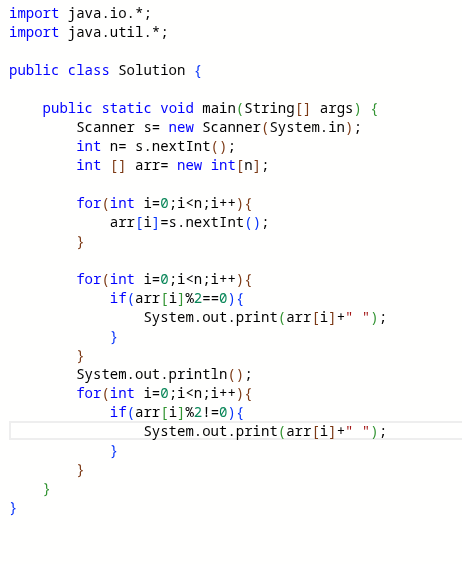 import java.io.*;
import java.util.*;

public class Solution {

    public static void main(String[] args) {
        Scanner s= new Scanner(System.in);
        int n= s.nextInt();
        int [] arr= new int[n];

        for(int i=0;i<n;i++){
            arr[i]=s.nextInt();
        }

        for(int i=0;i<n;i++){
            if(arr[i]%2==0){
                System.out.print(arr[i]+" ");
            }
        }
        System.out.println();
        for(int i=0;i<n;i++){
            if(arr[i]%2!=0){
                System.out.print(arr[i]+" ");
            }
        }
    }
}